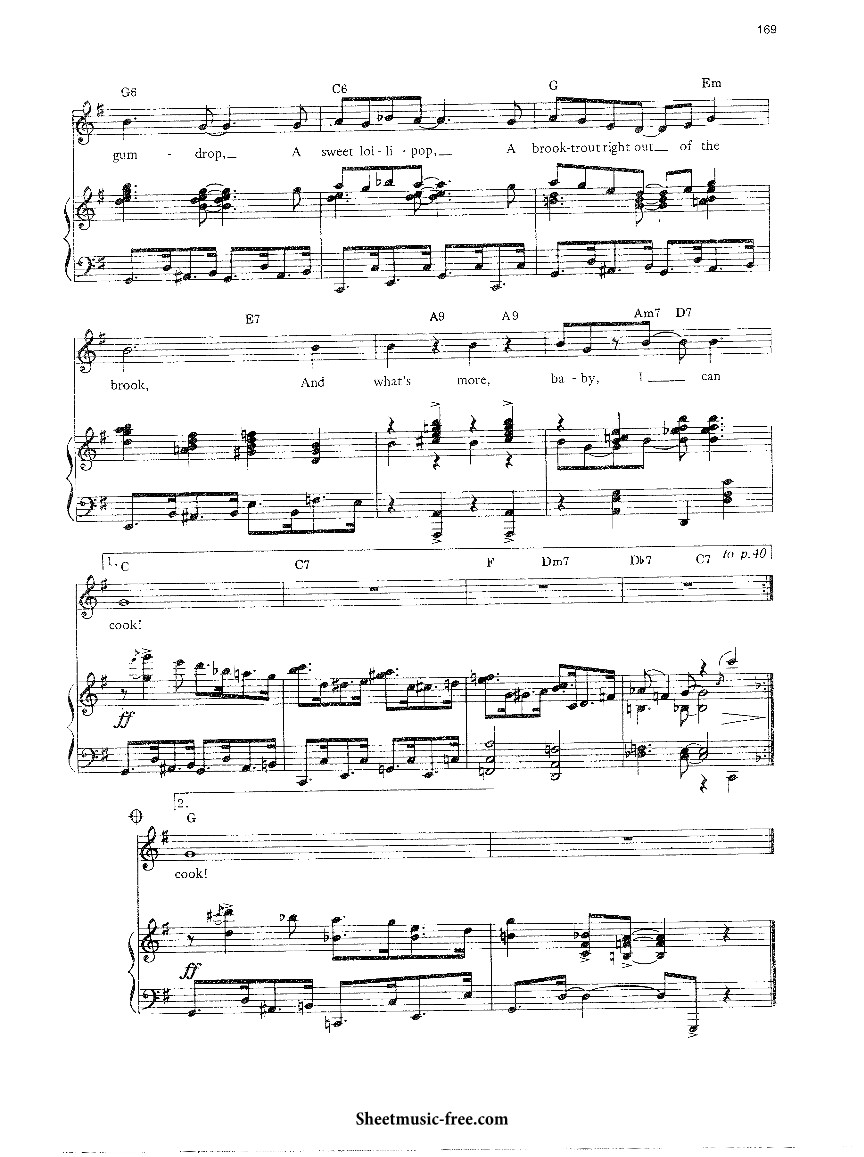 169
G6 C6 G Em
gum - drop, A sweet lol - li - pop, A brook-trout right out of the
E7 A9 A9 Am7 D7
brook, And what's more, ba - by, I can
1. C C7 F Dm7 Db7 C7 to p.40
cook!
ff
2.
G
cook!
ff
Sheetmusic-free.com